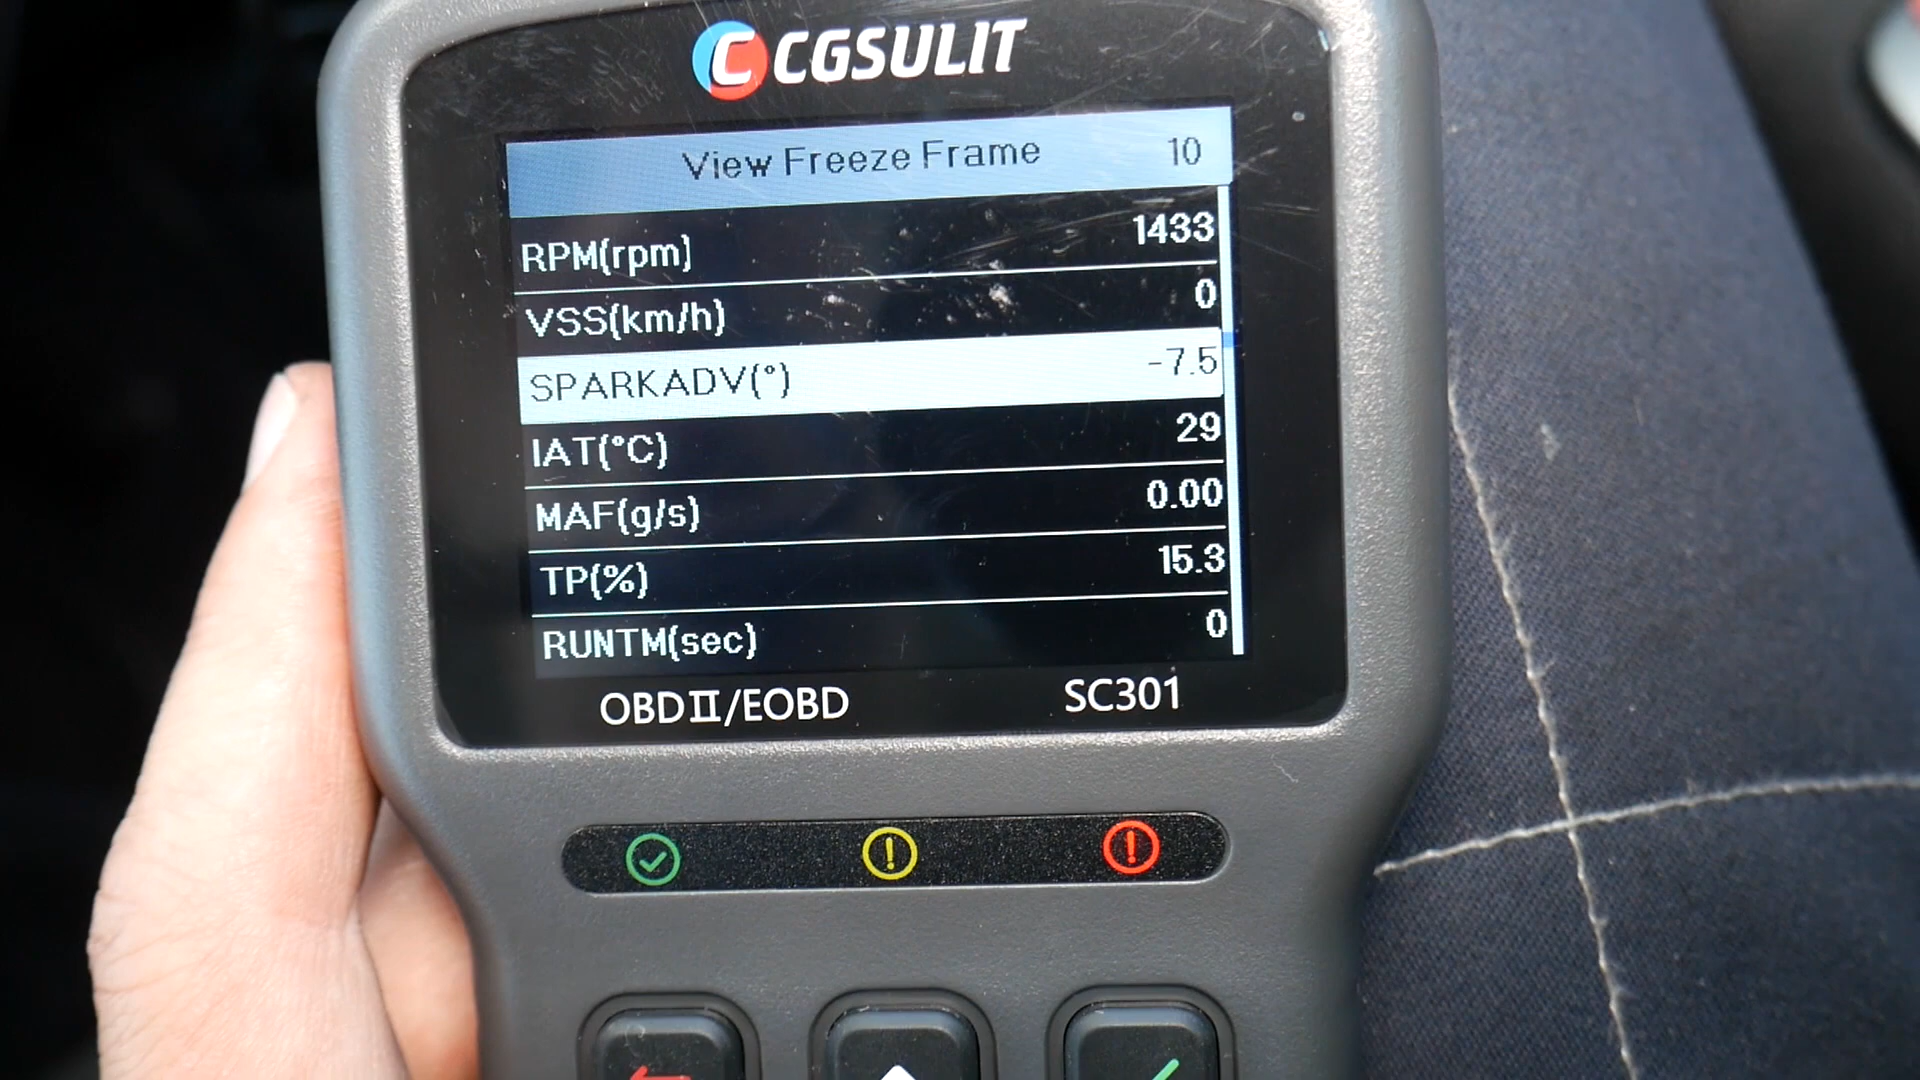 CGSULIT
View Freeze Frame 10
RPM(rpm) 1433
VSS(km/h) 0
SPARKADV(°) -7.5
IAT(°C) 29
MAF(g/s) 0.00
TP(%) 15.3
RUNTM(sec) 0
OBDII/EOBD SC301